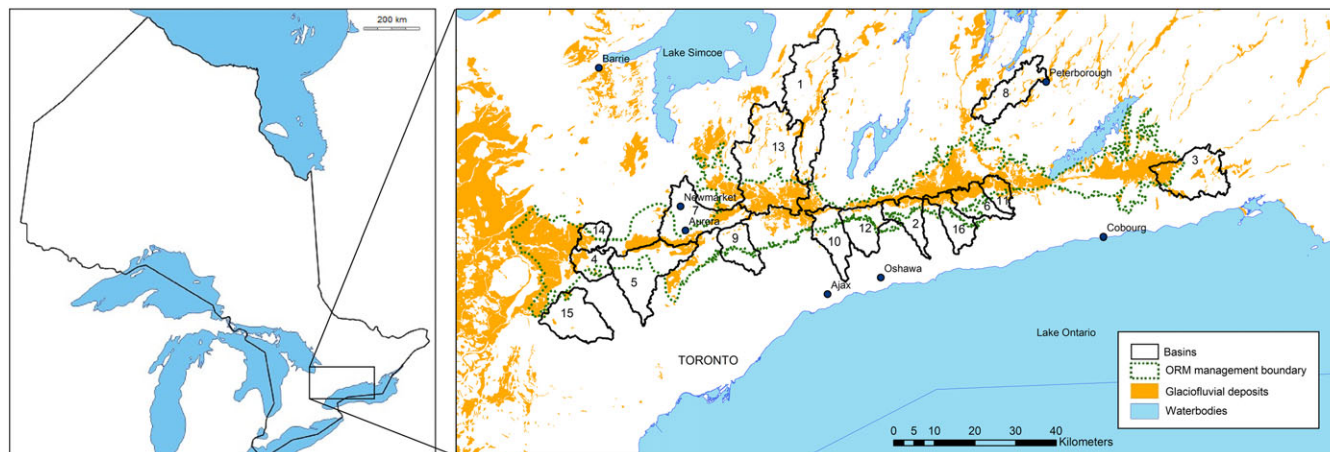 200 km
Barrie
Lake Simcoe
1
Peterborough
8
13
3
Newmarket
7
Aurora
14
4
9
5
10
12
2
6
11
16
Cobourg
Oshawa
Ajax
15
TORONTO
Lake Ontario
Basins
ORM management boundary
Glaciofluvial deposits
Waterbodies
0 5 10 20 30 40
Kilometers